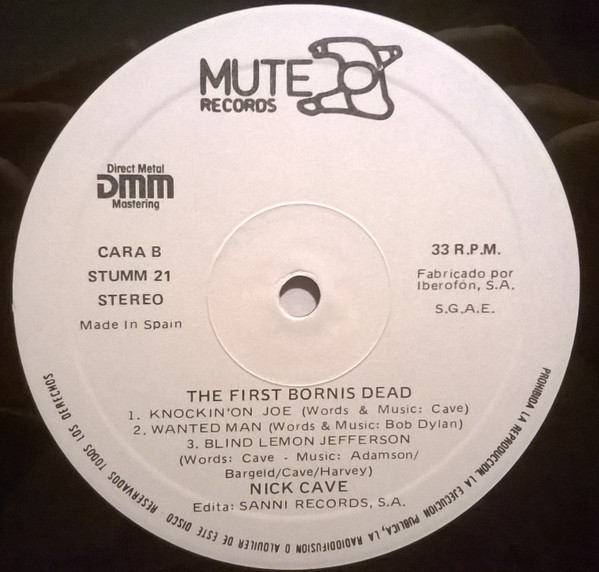 MUTE
RECORDS
Direct Metal
DMM
Mastering
CARA B
STUMM 21
STEREO
Made In Spain
33 R.P.M.
Fabricado por
Iberofón, S.A.
S.G.A.E.
THE FIRST BORNIS DEAD
1. KNOCKIN'ON JOE (Words & Music: Cave)
2. WANTED MAN (Words & Music: Bob Dylan)
3. BLIND LEMON JEFFERSON
(Words: Cave - Music: Adamson/
Bargeld/Cave/Harvey)
NICK CAVE
Edita: SANNI RECORDS, S.A.
PROHIBIDA LA REPRODUCCION, LA EJECUCION PUBLICA, LA RADIODIFUSION O ALQUILER DE ESTE DISCO RESERVADOS TODOS LOS DERECHOS